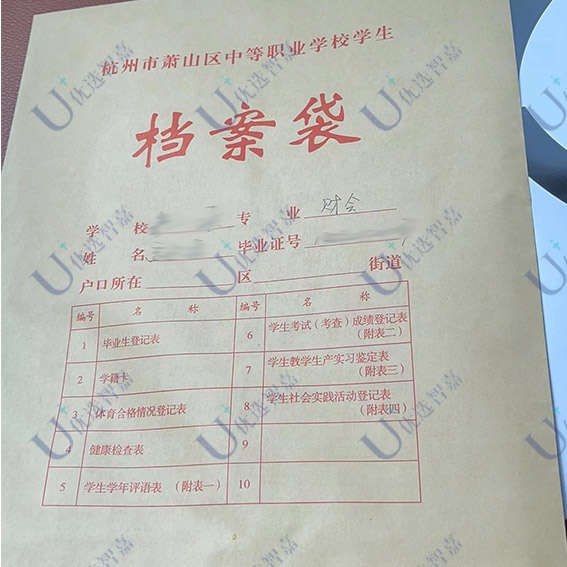 杭州市萧山区中等职业学校学生
档案袋
学 校 专 业 财会
姓 名 毕业证号
户口所在 区 街道
编号 名 称 编号 名 称
1 毕业生登记表 6 学生考试(考查)成绩登记表(附表二)
2 学籍卡 7 学生教学生产实习鉴定表(附表三)
3 体育合格情况登记表 8 学生社会实践活动登记表(附表四)
4 健康检查表 9
5 学生学年评语表 (附表一) 10
U+优选智嘉